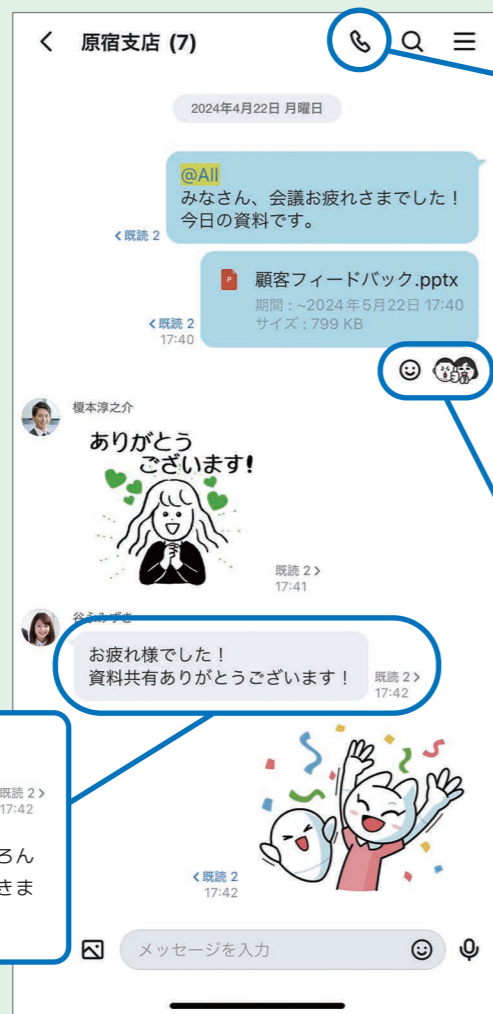 原宿支店 (7)
2024年4月22日 月曜日
@All
みなさん、会議お疲れさまでした！
今日の資料です。
既読 2
顧客フィードバック.pptx
期間：~2024年5月22日 17:40
サイズ：799 KB
既読 2
17:40
榎本淳之介
ありがとう
ございます!
既読 2
17:41
お疲れ様でした！
資料共有ありがとうございます！
既読 2
17:42
既読 2
17:42
ろん
きま
既読 2
17:42
メッセージを入力